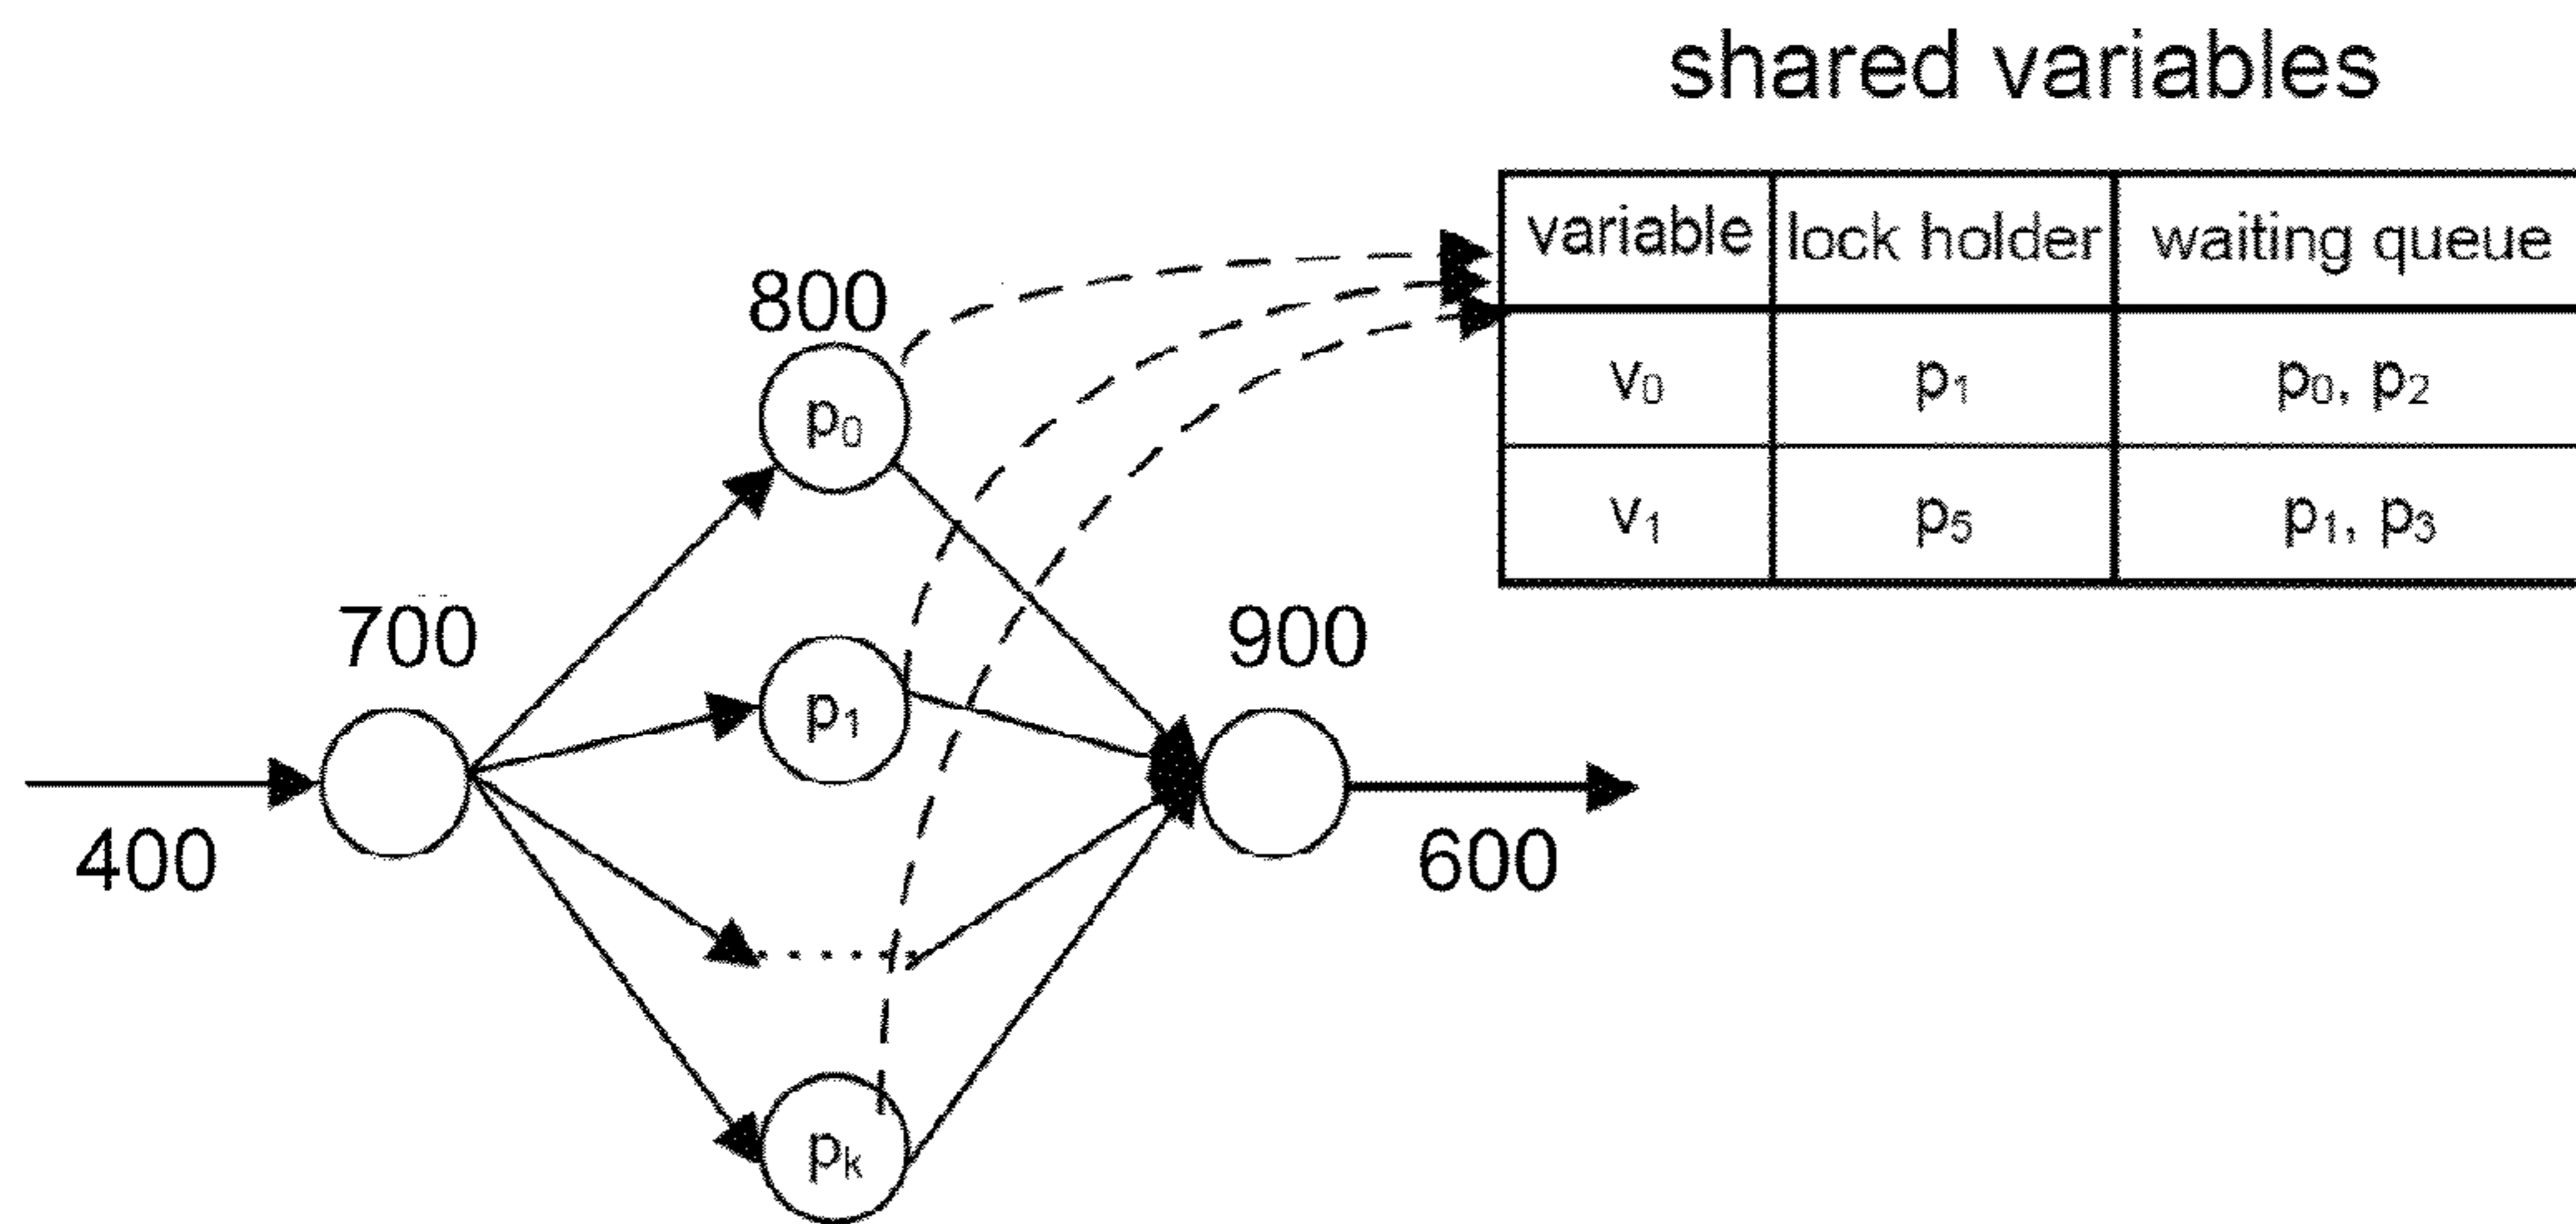 shared variables
variable lock holder waiting queue
v₀ p₁ p₀, p₂
v₁ p₅ p₁, p₃
800
p₀
700
900
p₁
400
600
pₖ